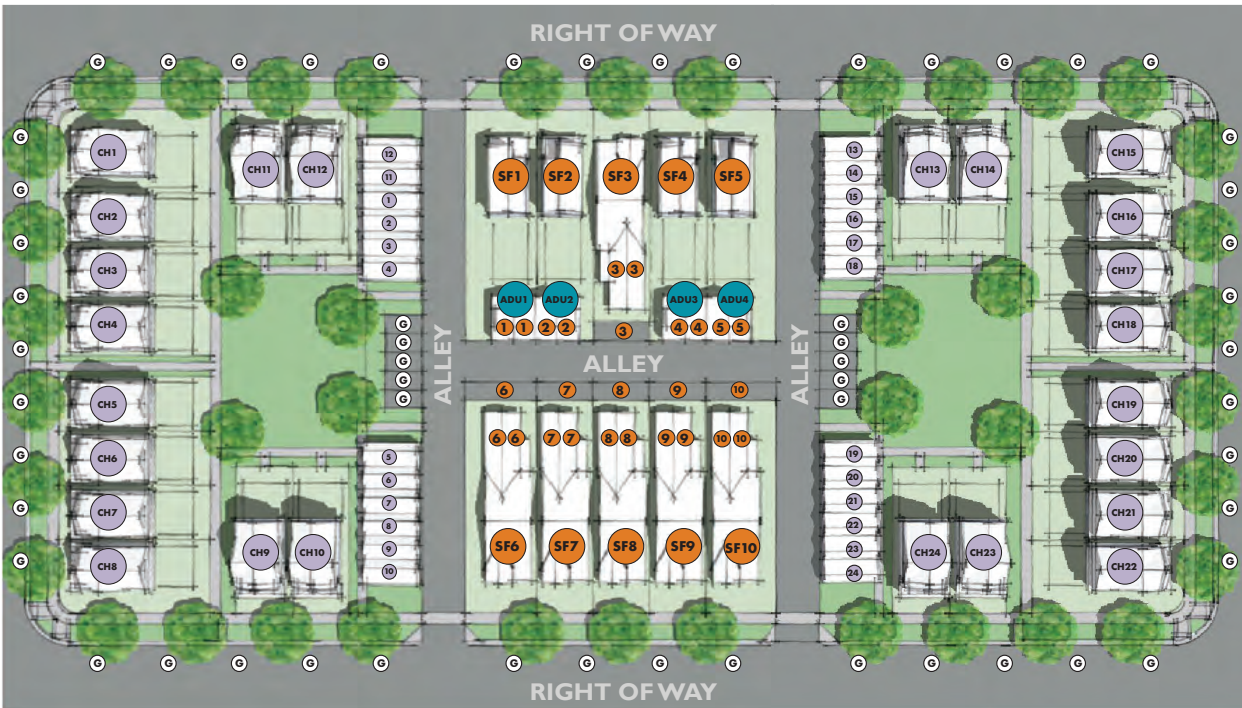 RIGHT OF WAY
G G G G G G G G G G G G
G G
CH1 12 SF1 SF2 SF3 SF4 SF5 13 CH15
CH11 CH12 11 14 CH13 CH14
G 1 15 G
CH2 2 16 CH16
G 3 17 G
CH3 4 3 3 18 CH17
G ADU1 ADU2 ADU3 ADU4 G
CH4 1 1 2 2 3 4 4 5 5 CH18
G G G G
G G
ALLEY ALLEY ALLEY
G G
G G
G 6 7 8 9 10 G
G CH5 CH19 G
6 6 7 7 8 8 9 9 10 10
G CH6 5 19 CH20 G
6 20
G CH7 7 21 CH21 G
8 22
CH9 CH10 9 SF6 SF7 SF8 SF9 SF10 23 CH24 CH23
G CH8 10 24 CH22 G
G G G G G G G G G G G G
RIGHT OF WAY